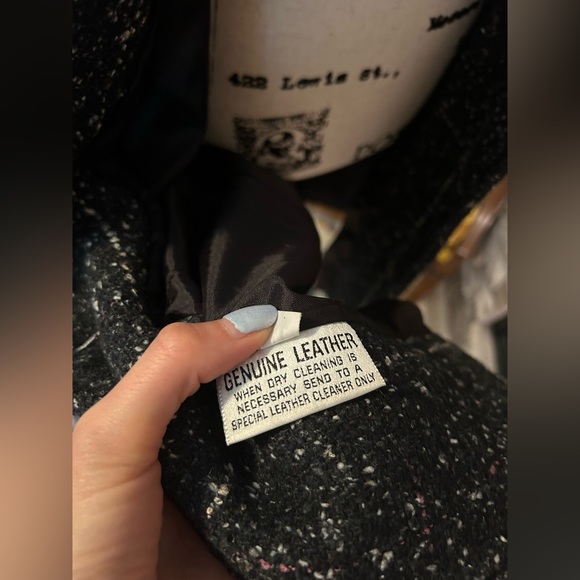 422 Lewis St.,
GENUINE LEATHER
WHEN DRY CLEANING IS
NECESSARY SEND TO A
SPECIAL LEATHER CLEANER ONLY